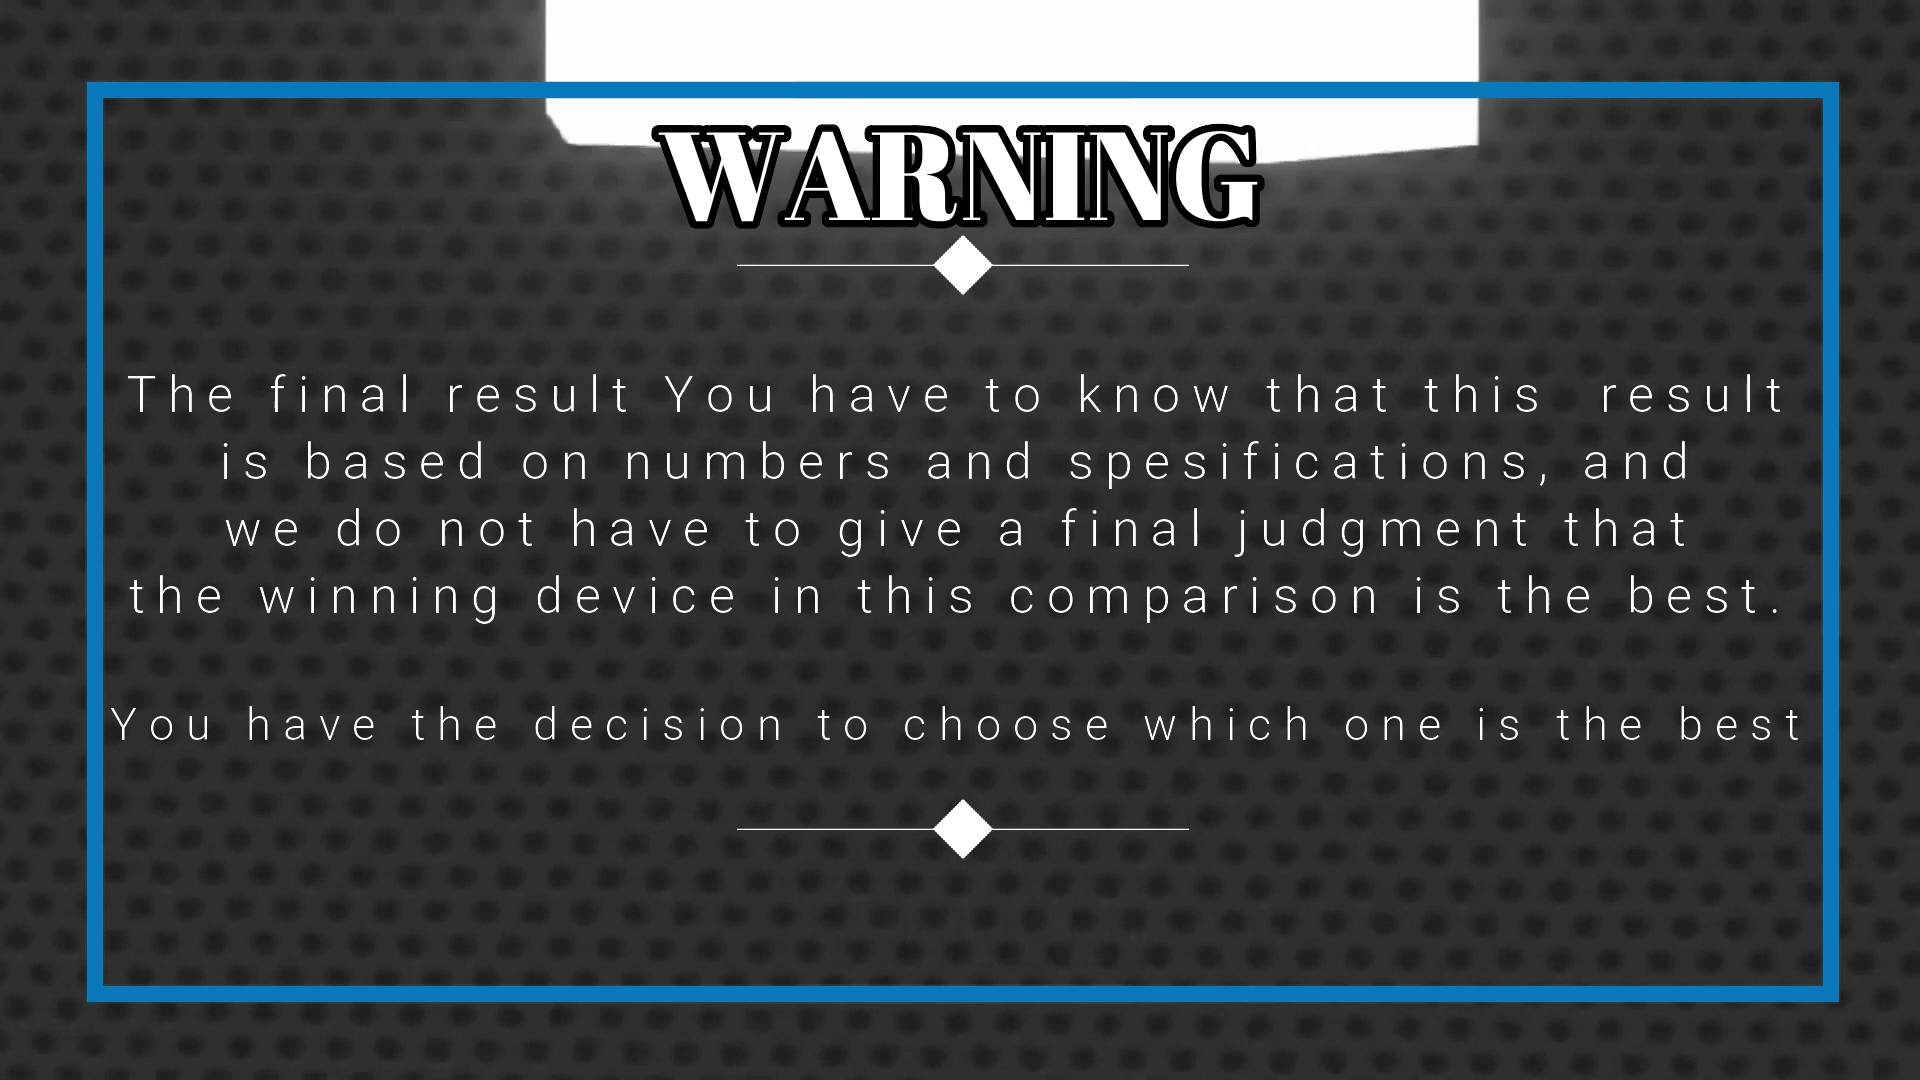 WARNING
The final result You have to know that this result
is based on numbers and spesifications, and
we do not have to give a final judgment that
the winning device in this comparison is the best.
You have the decision to choose which one is the best